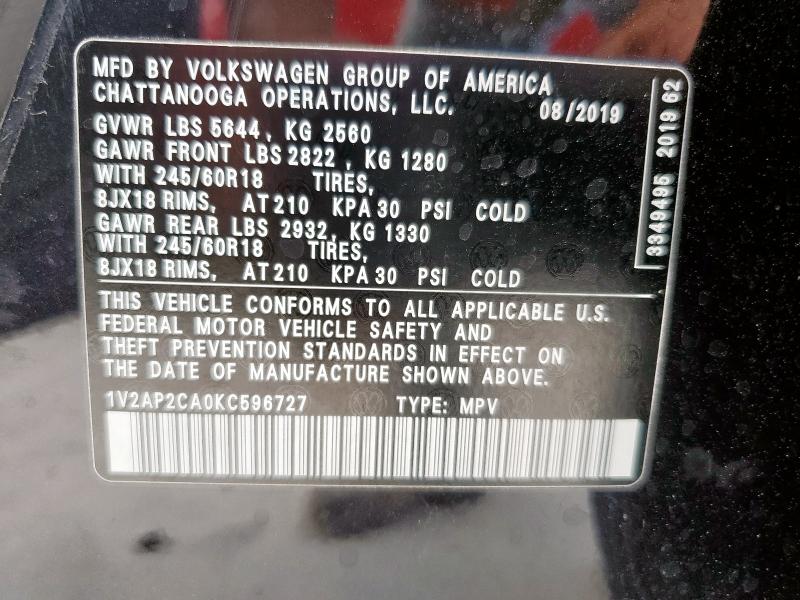 MFD BY VOLKSWAGEN GROUP OF AMERICA
CHATTANOOGA OPERATIONS, LLC. 08/2019
GVWR LBS 5644, KG 2560
GAWR FRONT LBS 2822, KG 1280
WITH 245/60R18 TIRES,
8JX18 RIMS, AT 210 KPA 30 PSI COLD
GAWR REAR LBS 2932, KG 1330
WITH 245/60R18 TIRES,
8JX18 RIMS, AT 210 KPA 30 PSI COLD
THIS VEHICLE CONFORMS TO ALL APPLICABLE U.S.
FEDERAL MOTOR VEHICLE SAFETY AND
THEFT PREVENTION STANDARDS IN EFFECT ON
THE DATE OF MANUFACTURE SHOWN ABOVE.
1V2AP2CA0KC596727 TYPE: MPV
3349495 2019 62